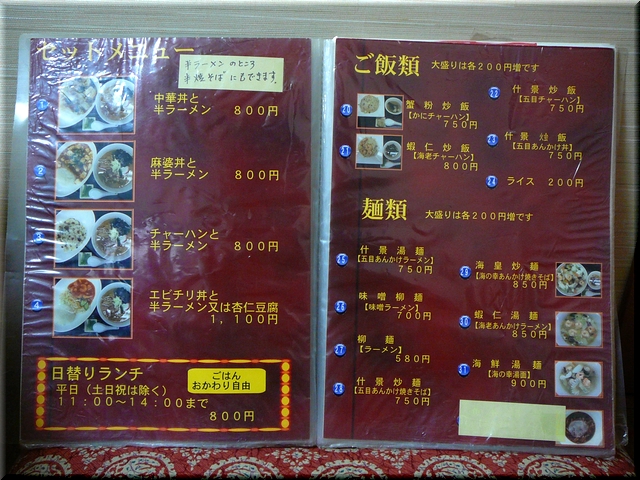 セットメニュー
半ラーメン のところ
半焼そば にもできます。
1
中華丼と
半ラーメン 800円
2
麻婆丼と
半ラーメン 800円
3
チャーハンと
半ラーメン 800円
4
エビチリ丼と
半ラーメン又は杏仁豆腐
1,100円
日替りランチ
ごはん
おかわり自由
平日(土日祝は除く)
11:00〜14:00まで
800円
ご飯類 大盛りは各200円増です
蟹粉炒飯
【かにチャーハン】
750円
蝦仁炒飯
【海老チャーハン】
800円
什景炒飯
【五目チャーハン】
750円
什景烩飯
【五目あんかけ丼】
750円
ライス 200円
麺類 大盛りは各200円増です
什景湯麺
【五目あんかけラーメン】
750円
味噌柳麺
【味噌ラーメン】
700円
柳麺
【ラーメン】
580円
什景炒麺
【五目あんかけ焼きそば】
750円
海皇炒麺
【海の幸あんかけ焼きそば】
850円
蝦仁湯麺
【海老あんかけラーメン】
850円
海鮮湯麺
【海の幸湯面】
900円